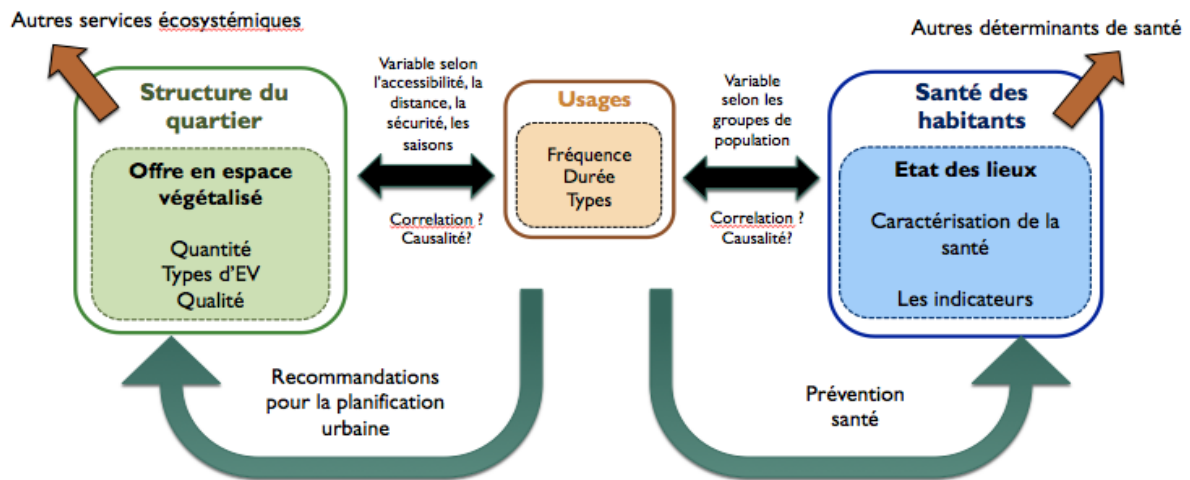 Autres services écosystémiques
Autres déterminants de santé
Structure du
quartier
Offre en espace
végétalisé
Quantité
Types d'EV
Qualité
Variable selon
l'accessibilité, la
distance, la
sécurité, les
saisons
Correlation ?
Causalité?
Usages
Fréquence
Durée
Types
Variable
selon les
groupes de
population
Correlation ?
Causalité?
Santé des
habitants
Etat des lieux
Caractérisation de la
santé
Les indicateurs
Recommandations
pour la planification
urbaine
Prévention
santé